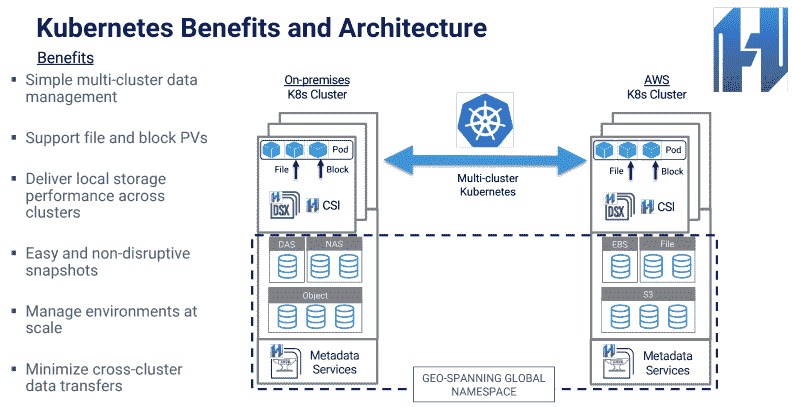 Kubernetes Benefits and Architecture
Benefits
▪ Simple multi-cluster data
management
▪ Support file and block PVs
▪ Deliver local storage
performance across
clusters
▪ Easy and non-disruptive
snapshots
▪ Manage environments at
scale
▪ Minimize cross-cluster
data transfers
On-premises
K8s Cluster
Pod
File
Block
DSX
CSI
DAS
NAS
Object
Metadata
Services
Multi-cluster
Kubernetes
AWS
K8s Cluster
Pod
File
Block
DSX
CSI
EBS
File
S3
Metadata
Services
GEO-SPANNING GLOBAL
NAMESPACE